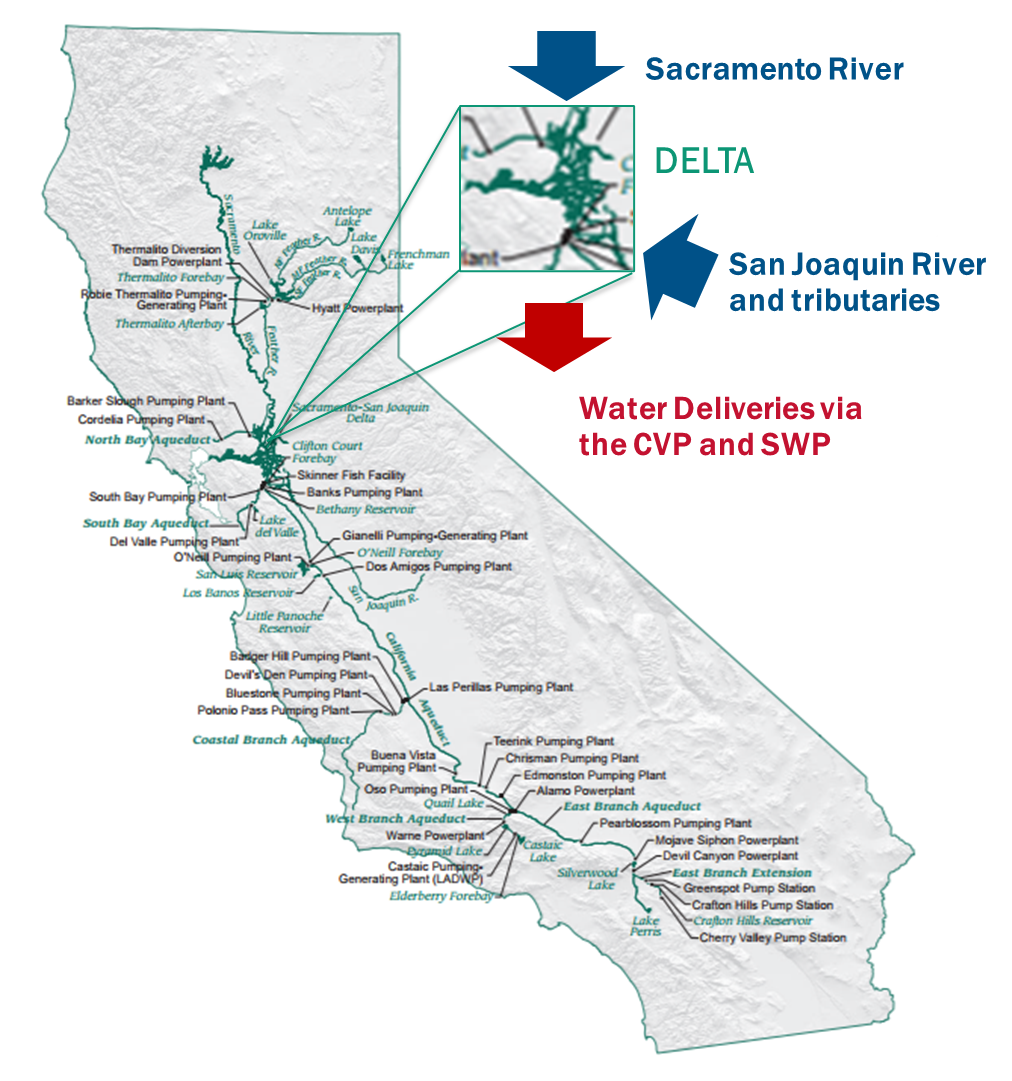 Sacramento River
DELTA
San Joaquin River
and tributaries
Water Deliveries via
the CVP and SWP
Sacramento
River
Lake
Oroville
Antelope
Lake
Lake
Davis
Frenchman
Lake
NF Feather R.
MF Feather R.
SF Feather R.
Thermalito Diversion
Dam Powerplant
Thermalito Forebay
Robie Thermalito Pumping-
Generating Plant
Thermalito Afterbay
Hyatt Powerplant
Feather R.
Barker Slough Pumping Plant
Cordelia Pumping Plant
North Bay Aqueduct
Sacramento-San Joaquin
Delta
Clifton Court
Forebay
Skinner Fish Facility
Banks Pumping Plant
Bethany Reservoir
South Bay Pumping Plant
South Bay Aqueduct
Lake
del Valle
Del Valle Pumping Plant
Gianelli Pumping-Generating Plant
O'Neill Forebay
Dos Amigos Pumping Plant
O'Neill Pumping Plant
San Luis Reservoir
Los Banos Reservoir
Little Panoche
Reservoir
San
Joaquin R.
California
Aqueduct
Badger Hill Pumping Plant
Devil's Den Pumping Plant
Bluestone Pumping Plant
Polonio Pass Pumping Plant
Las Perillas Pumping Plant
Coastal Branch Aqueduct
Buena Vista
Pumping Plant
Teerink Pumping Plant
Chrisman Pumping Plant
Edmonston Pumping Plant
Alamo Powerplant
Oso Pumping Plant
Quail Lake
West Branch Aqueduct
East Branch Aqueduct
Pearblossom Pumping Plant
Warne Powerplant
Pyramid Lake
Castaic
Lake
Castaic Pumping-
Generating Plant (LADWP)
Elderberry Forebay
Mojave Siphon Powerplant
Devil Canyon Powerplant
Silverwood
Lake
East Branch Extension
Greenspot Pump Station
Crafton Hills Pump Station
Crafton Hills Reservoir
Cherry Valley Pump Station
Lake
Perris
lant